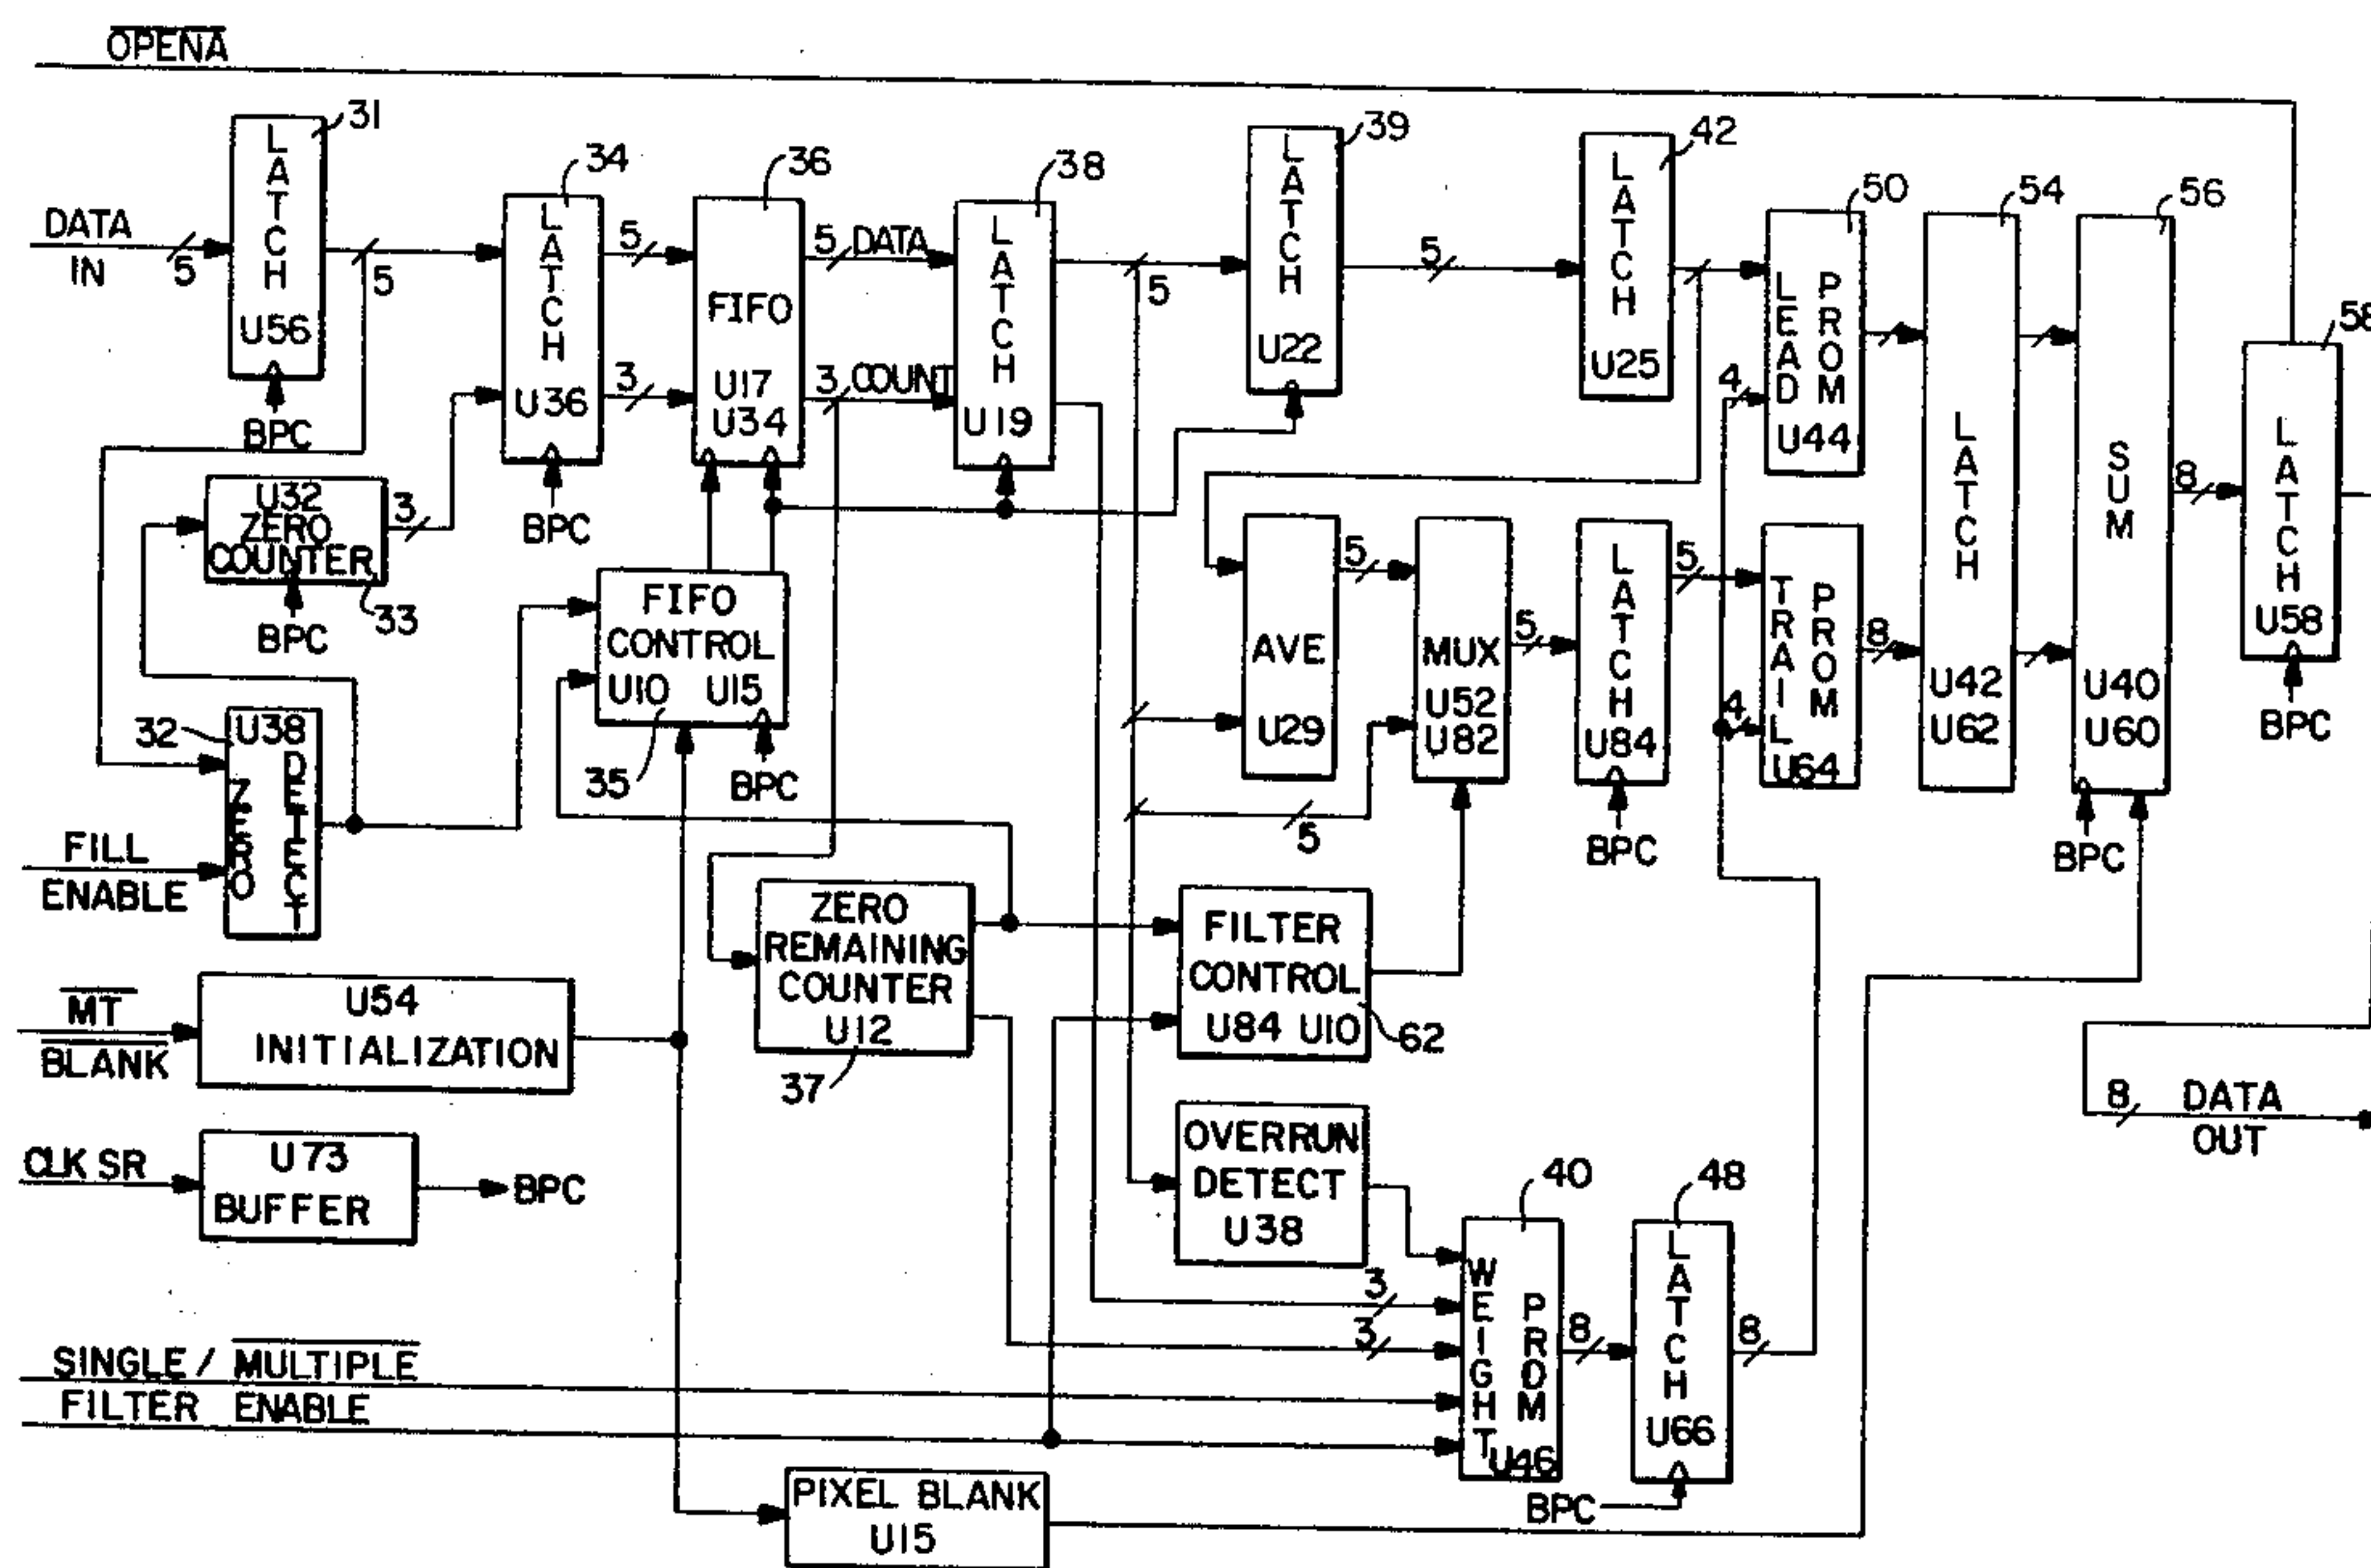 OPENA
31
LATCH
U56
BPC
DATA
IN
5
5
34
LATCH
U36
BPC
5
3
36
FIFO
U17
U34
5 DATA
3 COUNT
38
LATCH
U19
5
39
LATCH
U22
5
42
LATCH
U25
50
LEAD PROM
U44
4
54
LATCH
U42
U62
56
SUM
U40
U60
BPC
8
58
LATCH
U58
BPC
U32
ZERO
COUNTER
3
33
BPC
FIFO
CONTROL
U10 U15
35
BPC
AVE
U29
5
MUX
U52
U82
5
5
LATCH
U84
BPC
5
TRAIL PROM
U64
4
8
32
U38
ZERO DETECT
FILL
ENABLE
ZERO
REMAINING
COUNTER
U12
37
FILTER
CONTROL
U84 U10
62
MT
BLANK
U54
INITIALIZATION
8 DATA
OUT
CLK SR
U73
BUFFER
BPC
OVERRUN
DETECT
U38
40
WEIGHT PROM
U46
3
3
8
48
LATCH
U66
BPC
8
SINGLE / MULTIPLE
FILTER ENABLE
PIXEL BLANK
U15